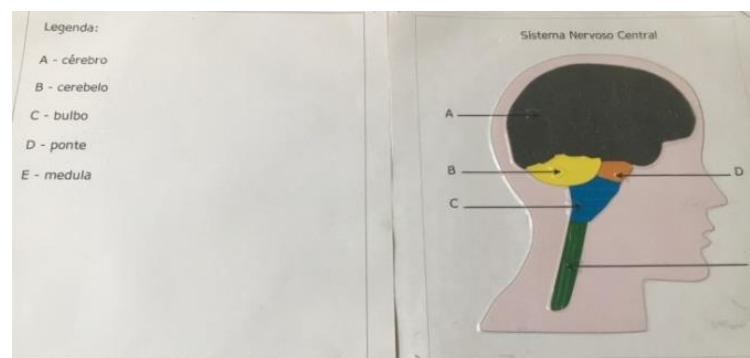 Legenda:
A - cérebro
B - cerebelo
C - bulbo
D - ponte
E - medula
Sistema Nervoso Central
A
B
D
C